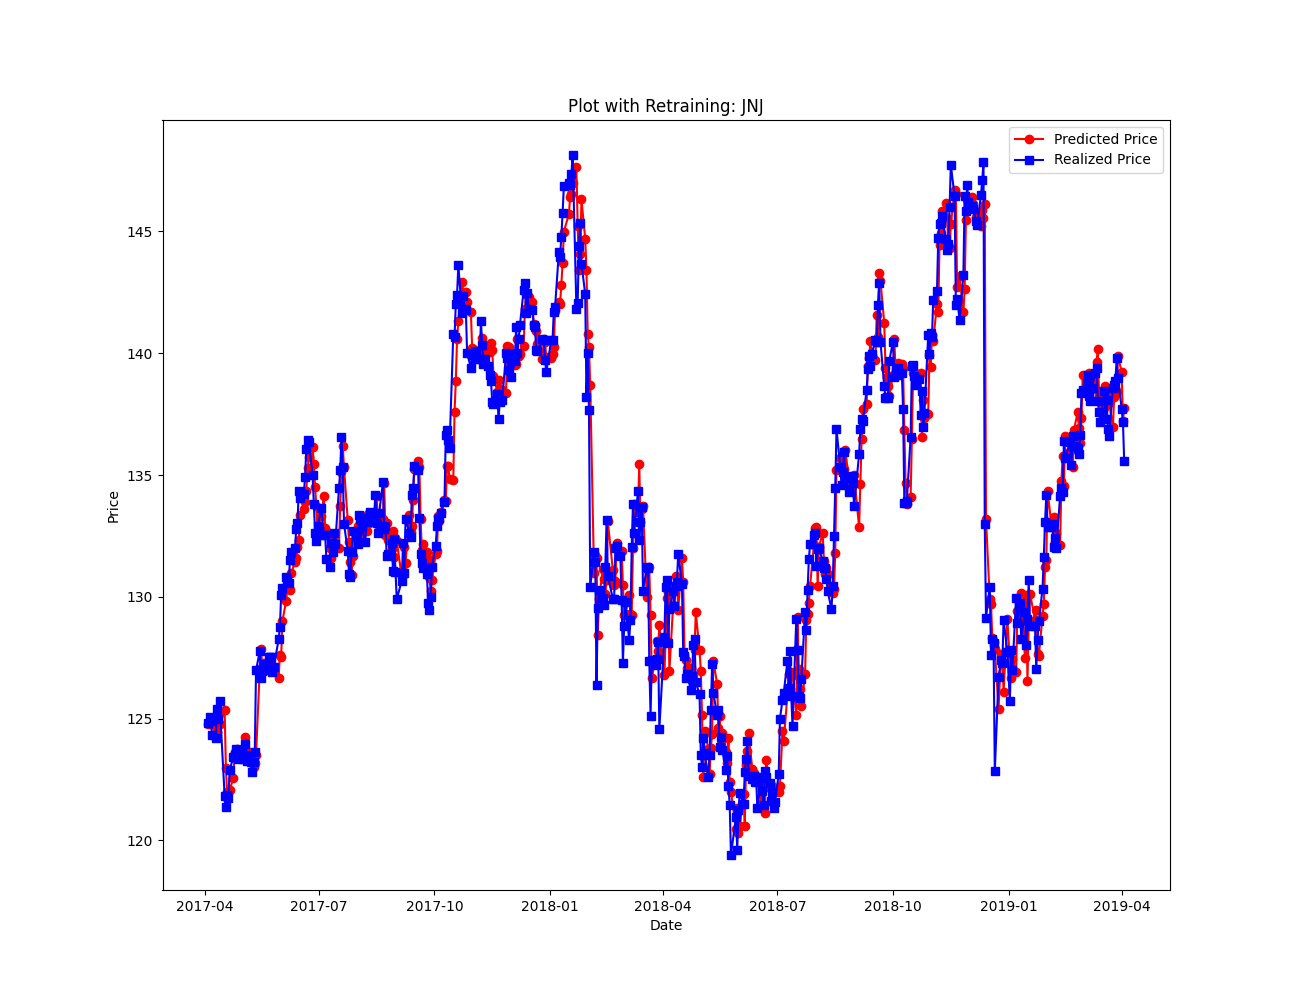 Plot with Retraining: JNJ
Predicted Price
Realized Price
Price
145
140
135
130
125
120
2017-04 2017-07 2017-10 2018-01 2018-04 2018-07 2018-10 2019-01 2019-04
Date